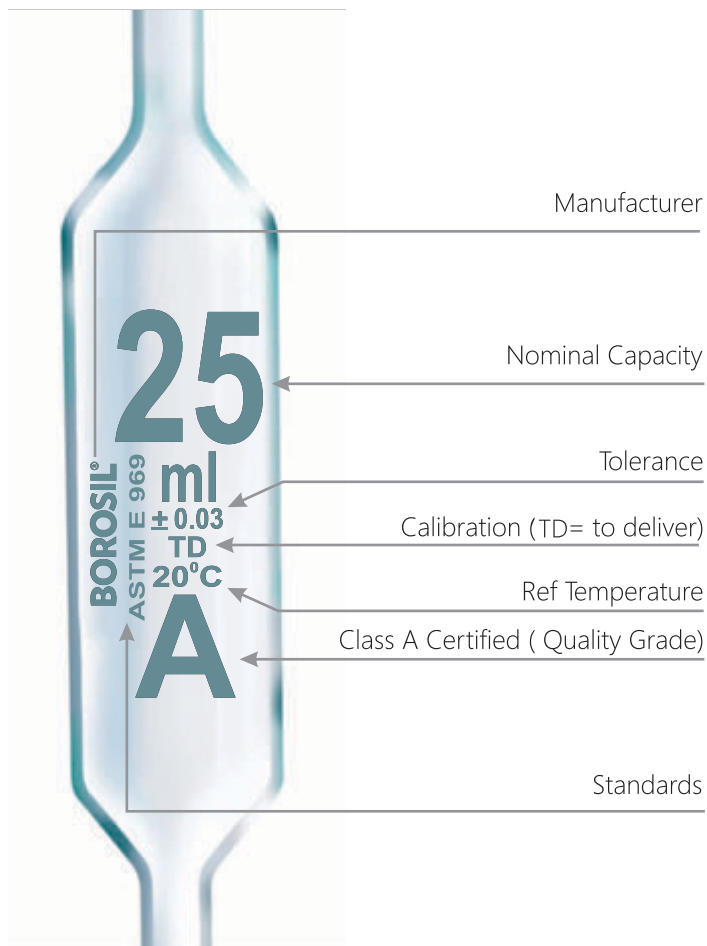 Manufacturer
25
Nominal Capacity
ml
Tolerance
± 0.03
Calibration (TD= to deliver)
TD
20⁰C
Ref Temperature
A
Class A Certified ( Quality Grade)
BOROSIL®
ASTM E 969
Standards